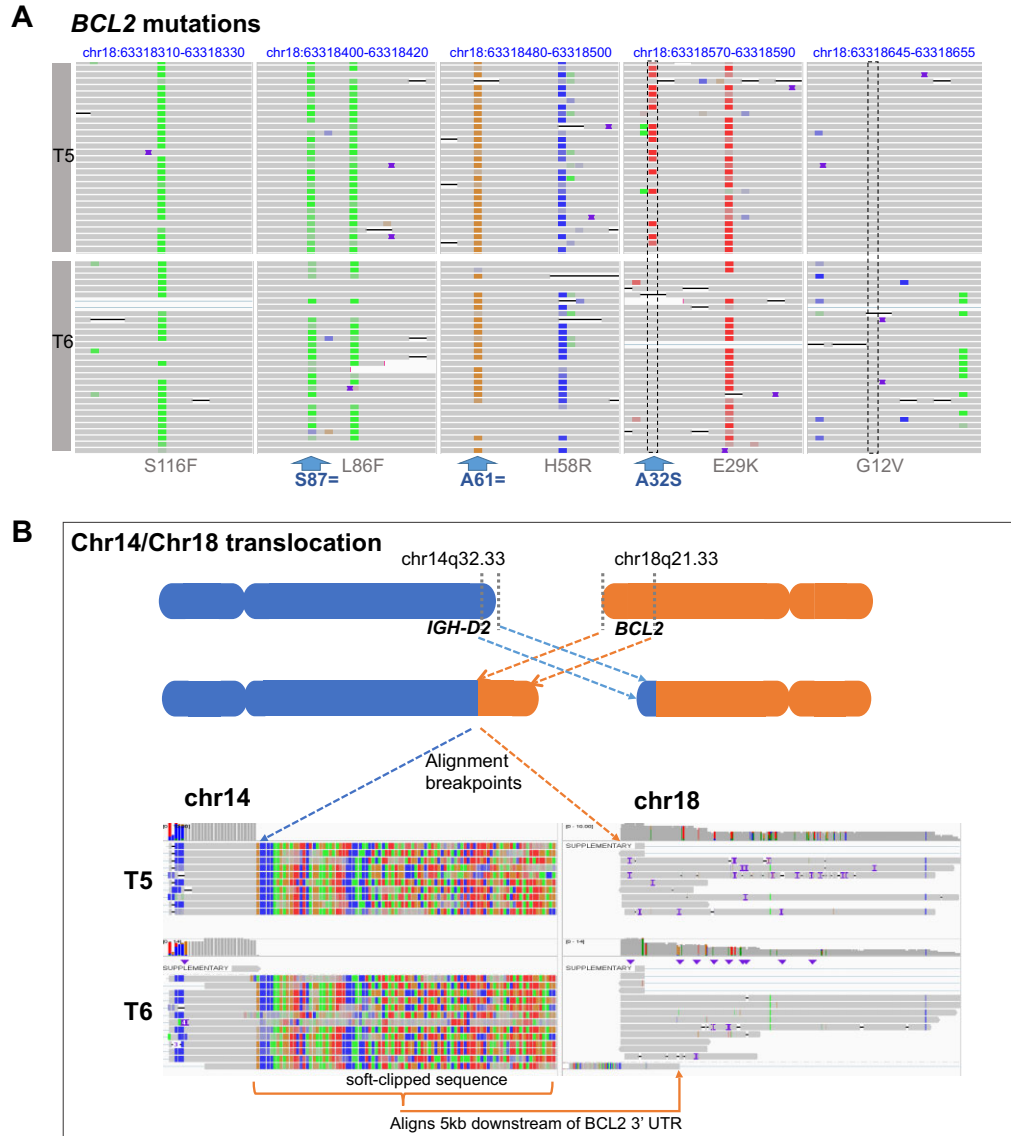 A
BCL2 mutations
chr18:63318310-63318330 chr18:63318400-63318420 chr18:63318480-63318500 chr18:63318570-63318590 chr18:63318645-63318655
T5
T6
S116F L86F H58R E29K G12V
S87= A61= A32S
B
Chr14/Chr18 translocation
chr14q32.33 chr18q21.33
IGH-D2 BCL2
Alignment
breakpoints
chr14 chr18
SUPPLEMENTARY
T5
SUPPLEMENTARY SUPPLEMENTARY
T6
soft-clipped sequence
Aligns 5kb downstream of BCL2 3' UTR